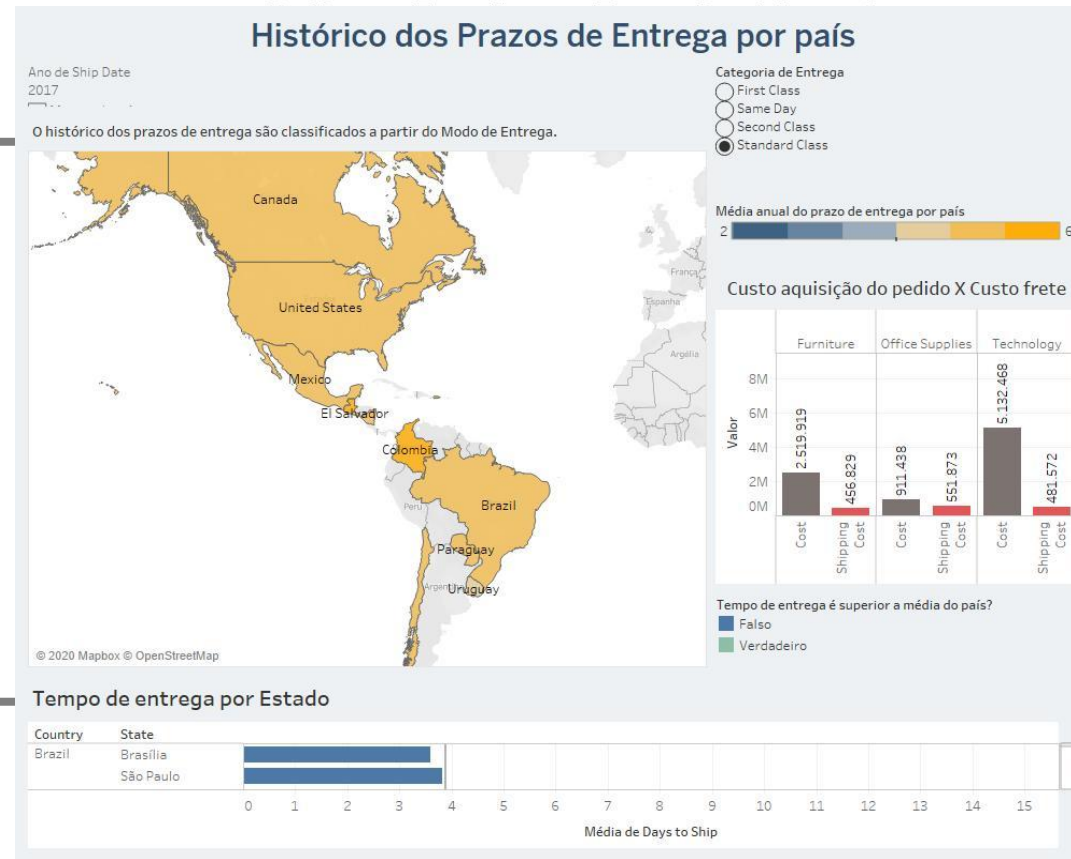 Histórico dos Prazos de Entrega por país
Ano de Ship Date
2017
O histórico dos prazos de entrega são classificados a partir do Modo de Entrega.
Canada
United States
Mexico
El Salvador
Colombia
Peru
Brazil
Paraguay
Uruguay
França
Espanha
Argélia
© 2020 Mapbox © OpenStreetMap
Categoria de Entrega
First Class
Same Day
Second Class
Standard Class
Média anual do prazo de entrega por país
2 6
Custo aquisição do pedido X Custo frete
Furniture Office Supplies Technology
Valor
8M
6M
4M
2M
0M
2.519.919
456.829
911.438
551.873
5.132.468
481.572
Cost
Shipping
Cost
Cost
Shipping
Cost
Cost
Shipping
Cost
Tempo de entrega é superior a média do país?
Falso
Verdadeiro
Tempo de entrega por Estado
Country State
Brazil Brasília
São Paulo
0 1 2 3 4 5 6 7 8 9 10 11 12 13 14 15
Média de Days to Ship